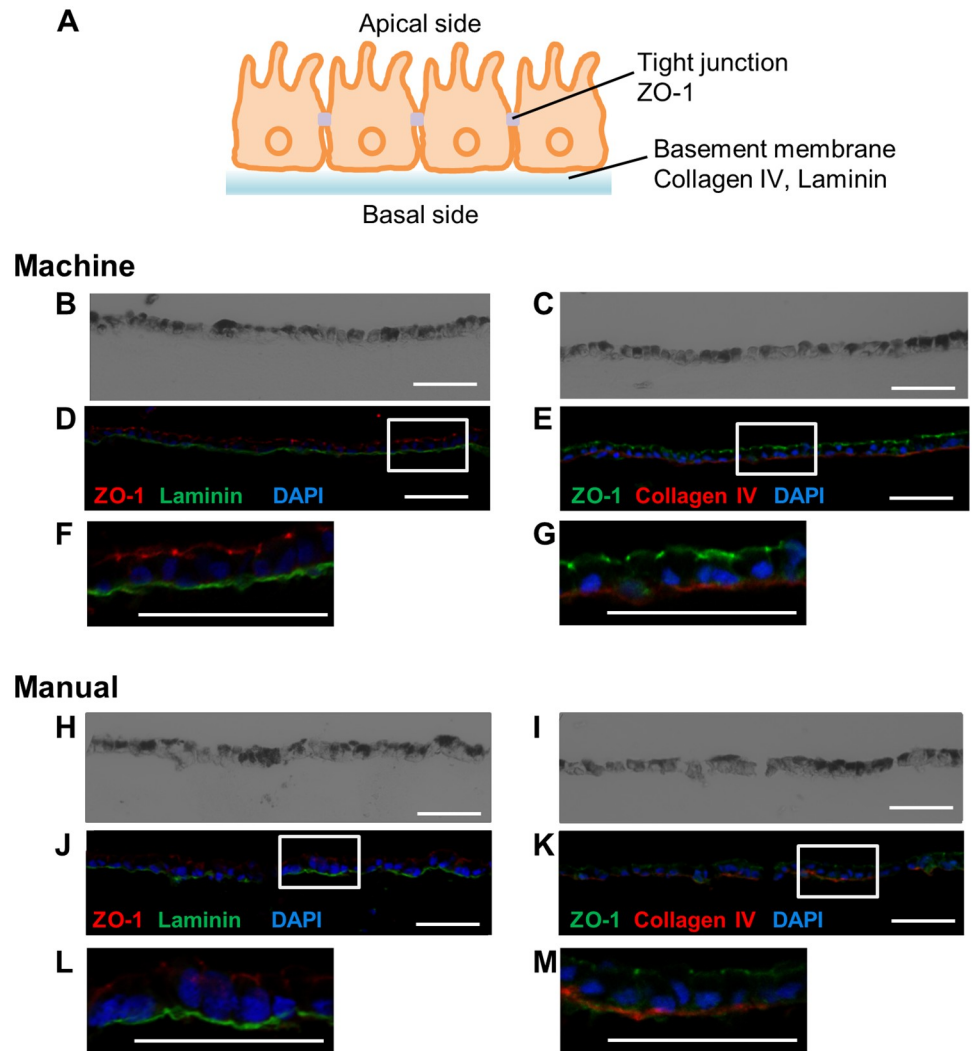 A
Apical side
Tight junction
ZO-1
Basement membrane
Collagen IV, Laminin
Basal side
Machine
B
C
D
ZO-1 Laminin DAPI
E
ZO-1 Collagen IV DAPI
F
G
Manual
H
I
J
ZO-1 Laminin DAPI
K
ZO-1 Collagen IV DAPI
L
M